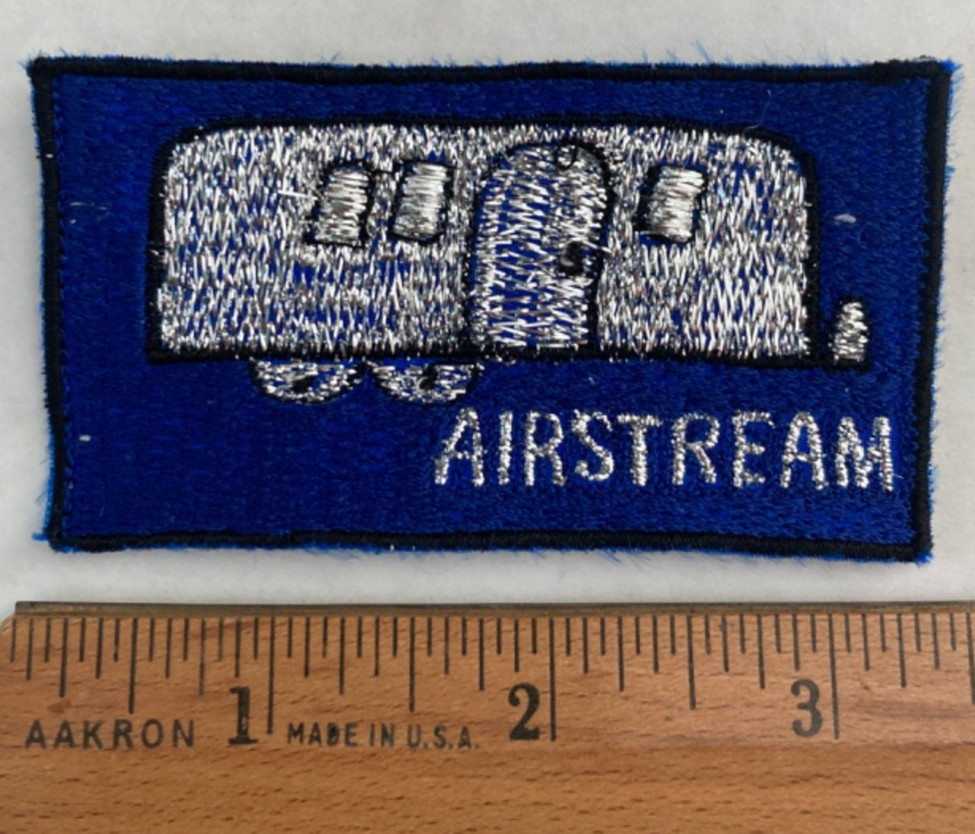 AIRSTREAM
1 2 3
AAKRON MADE IN U.S.A.